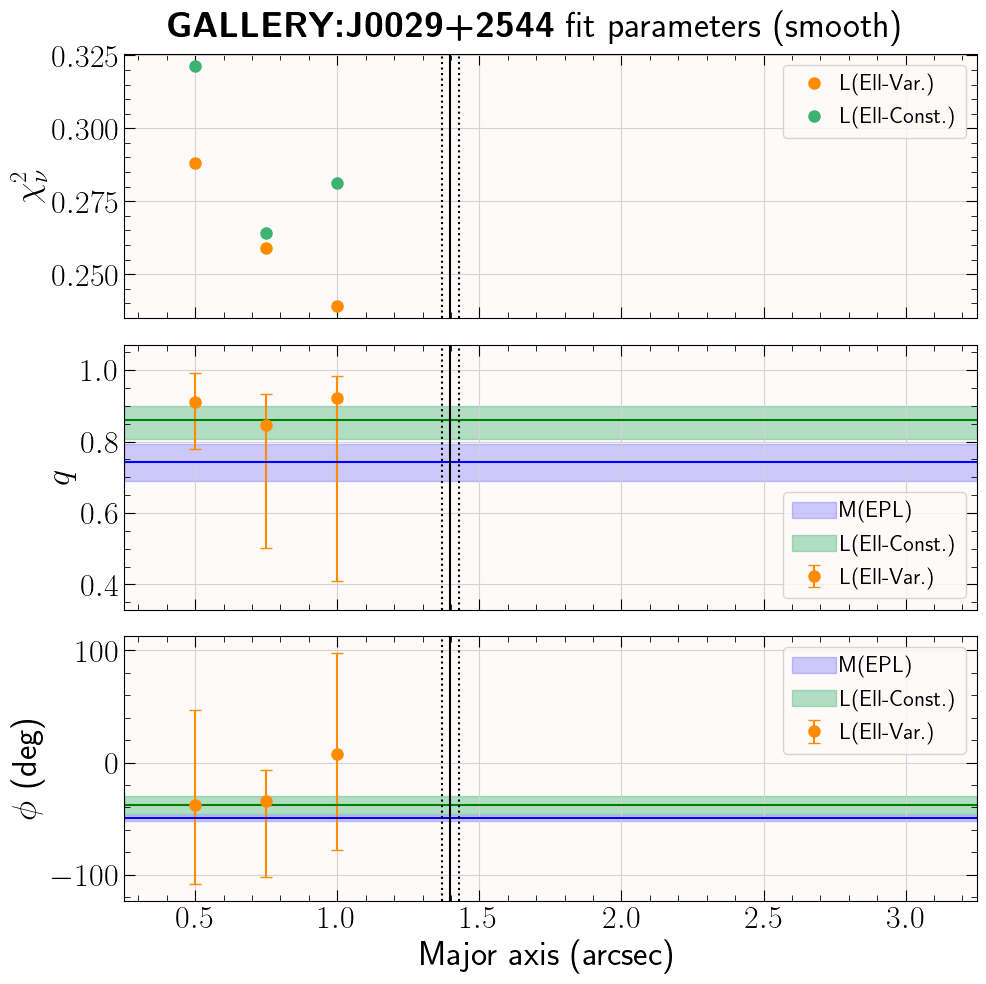 GALLERY:J0029+2544 fit parameters (smooth)
0.325
0.300
0.275
0.250
χ²ν
L(Ell-Var.)
L(Ell-Const.)
1.0
0.8
0.6
0.4
q
M(EPL)
L(Ell-Const.)
L(Ell-Var.)
100
0
−100
ϕ (deg)
M(EPL)
L(Ell-Const.)
L(Ell-Var.)
0.5 1.0 1.5 2.0 2.5 3.0
Major axis (arcsec)